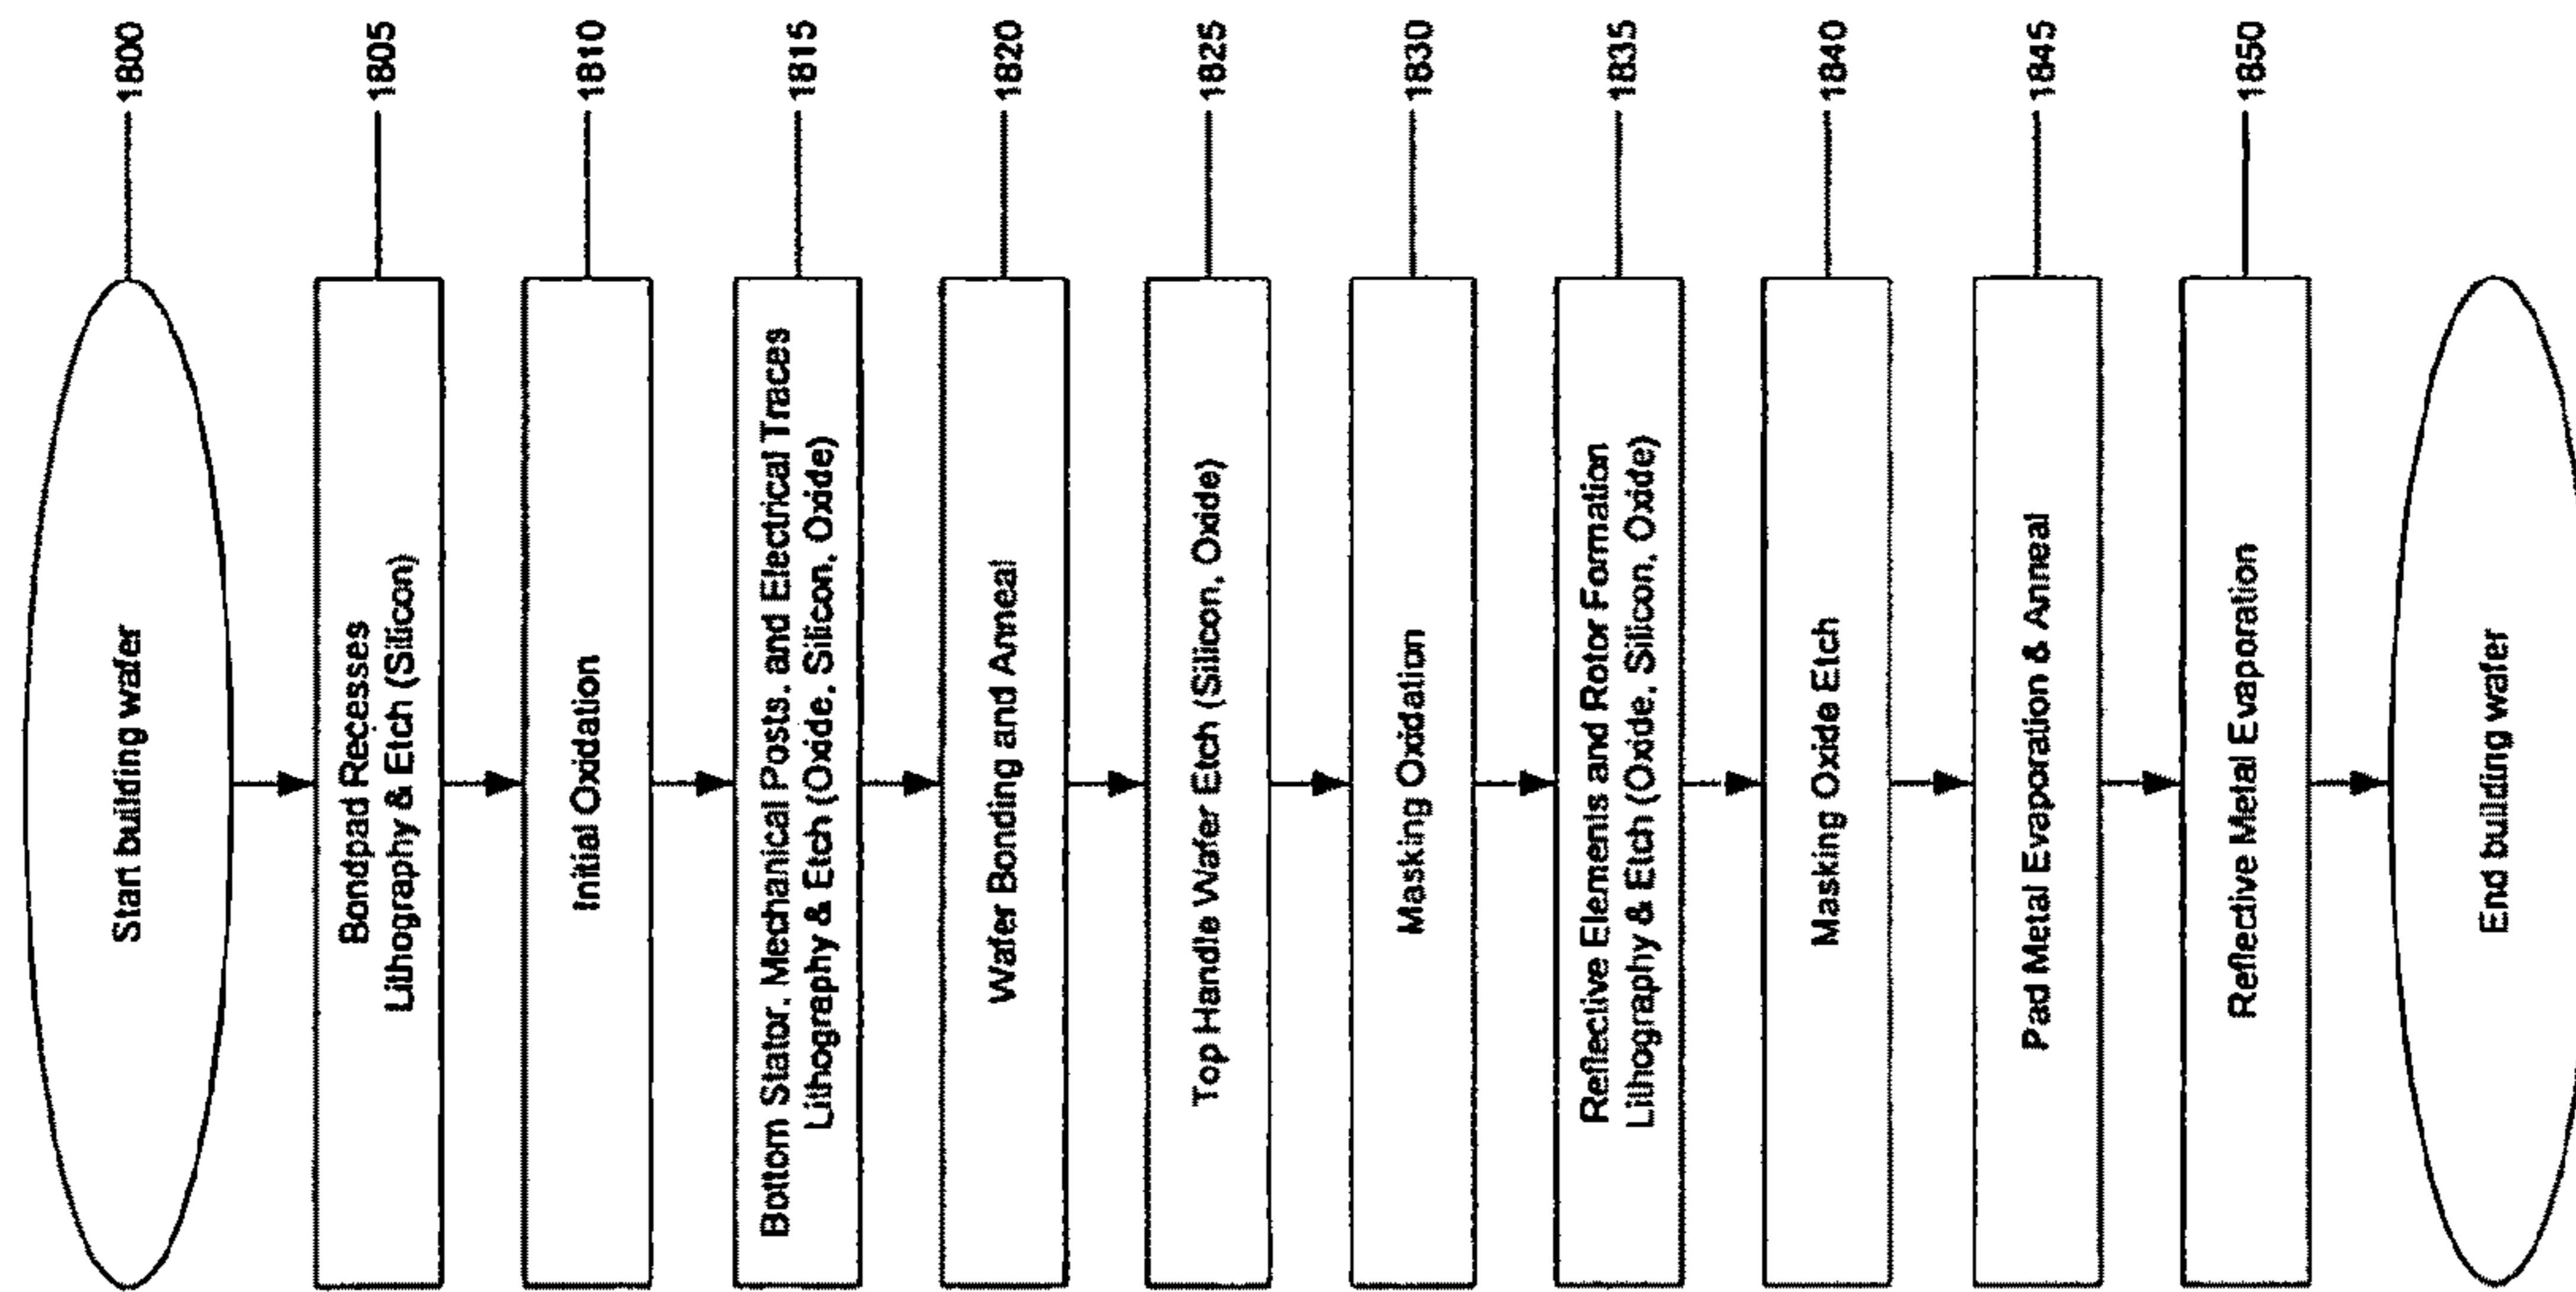 Start building wafer
1800
Bondpad Recesses
Lithography & Etch (Silicon)
1805
Initial Oxidation
1810
Bottom Stator, Mechanical Posts, and Electrical Traces
Lithography & Etch (Oxide, Silicon, Oxide)
1815
Wafer Bonding and Anneal
1820
Top Handle Wafer Etch (Silicon, Oxide)
1825
Masking Oxidation
1830
Reflective Elements and Rotor Formation
Lithography & Etch (Oxide, Silicon, Oxide)
1835
Masking Oxide Etch
1840
Pad Metal Evaporation & Anneal
1845
Reflective Metal Evaporation
1850
End building wafer